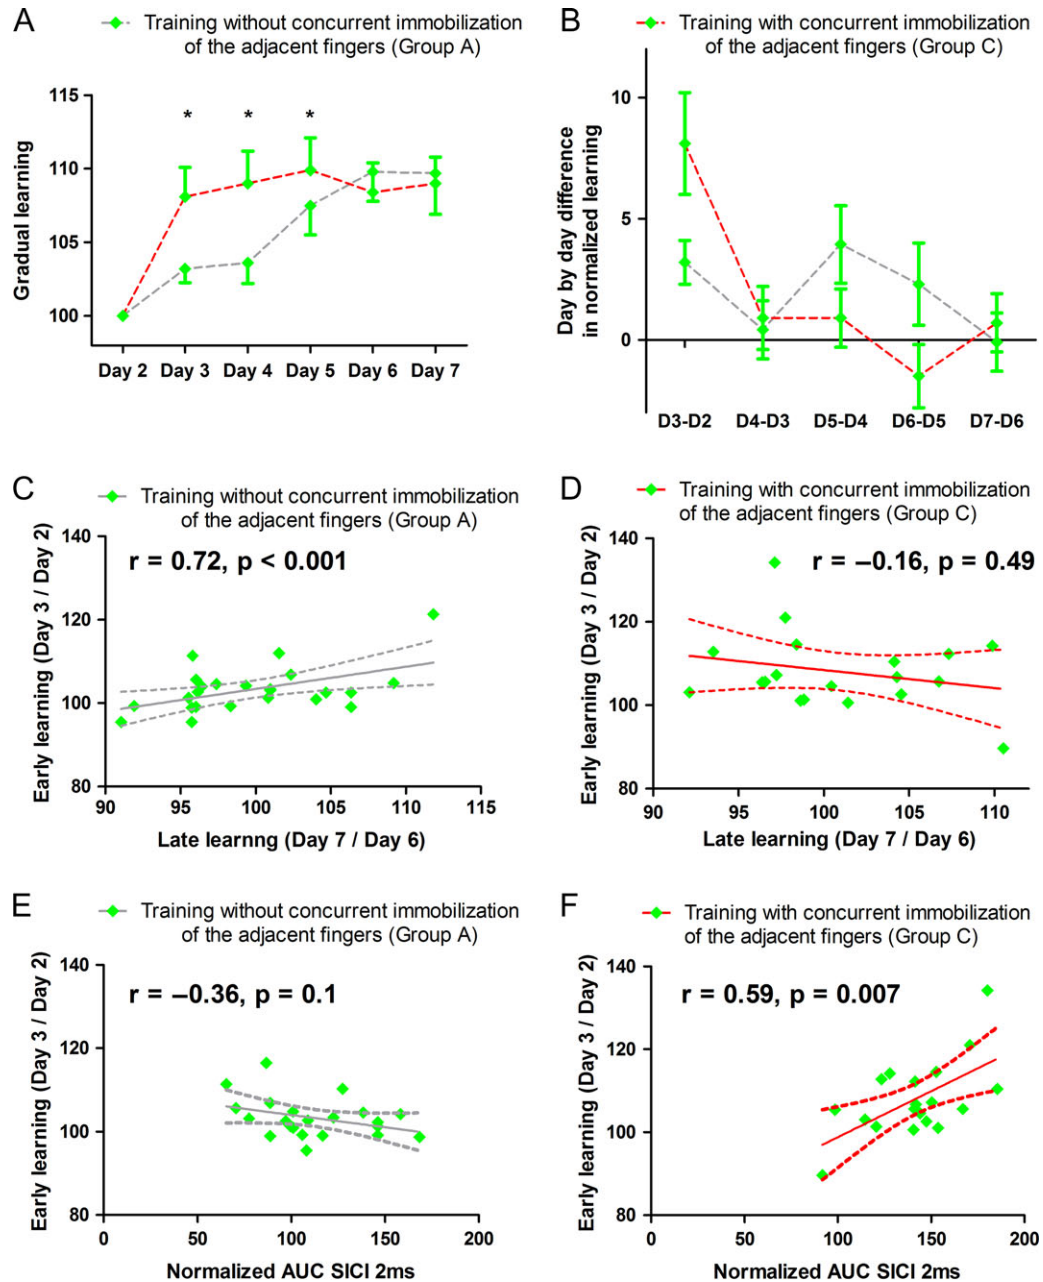 A
Training without concurrent immobilization
of the adjacent fingers (Group A)
Gradual learning
115
110
105
100
* * *
Day 2 Day 3 Day 4 Day 5 Day 6 Day 7
B
Training with concurrent immobilization
of the adjacent fingers (Group C)
Day by day difference
in normalized learning
10
5
0
D3-D2 D4-D3 D5-D4 D6-D5 D7-D6
C
Training without concurrent immobilization
of the adjacent fingers (Group A)
r = 0.72, p < 0.001
Early learning (Day 3 / Day 2)
140
120
100
80
90 95 100 105 110 115
Late learnng (Day 7 / Day 6)
D
Training with concurrent immobilization
of the adjacent fingers (Group C)
r = −0.16, p = 0.49
Early learning (Day 3 / Day 2)
140
120
100
80
90 95 100 105 110
Late learning (Day 7 / Day 6)
E
Training without concurrent immobilization
of the adjacent fingers (Group A)
r = −0.36, p = 0.1
Early learning (Day 3 / Day 2)
140
120
100
80
0 50 100 150 200
Normalized AUC SICI 2ms
F
Training with concurrent immobilization
of the adjacent fingers (Group C)
r = 0.59, p = 0.007
Early learning (Day 3 / Day 2)
140
120
100
80
0 50 100 150 200
Normalized AUC SICI 2ms